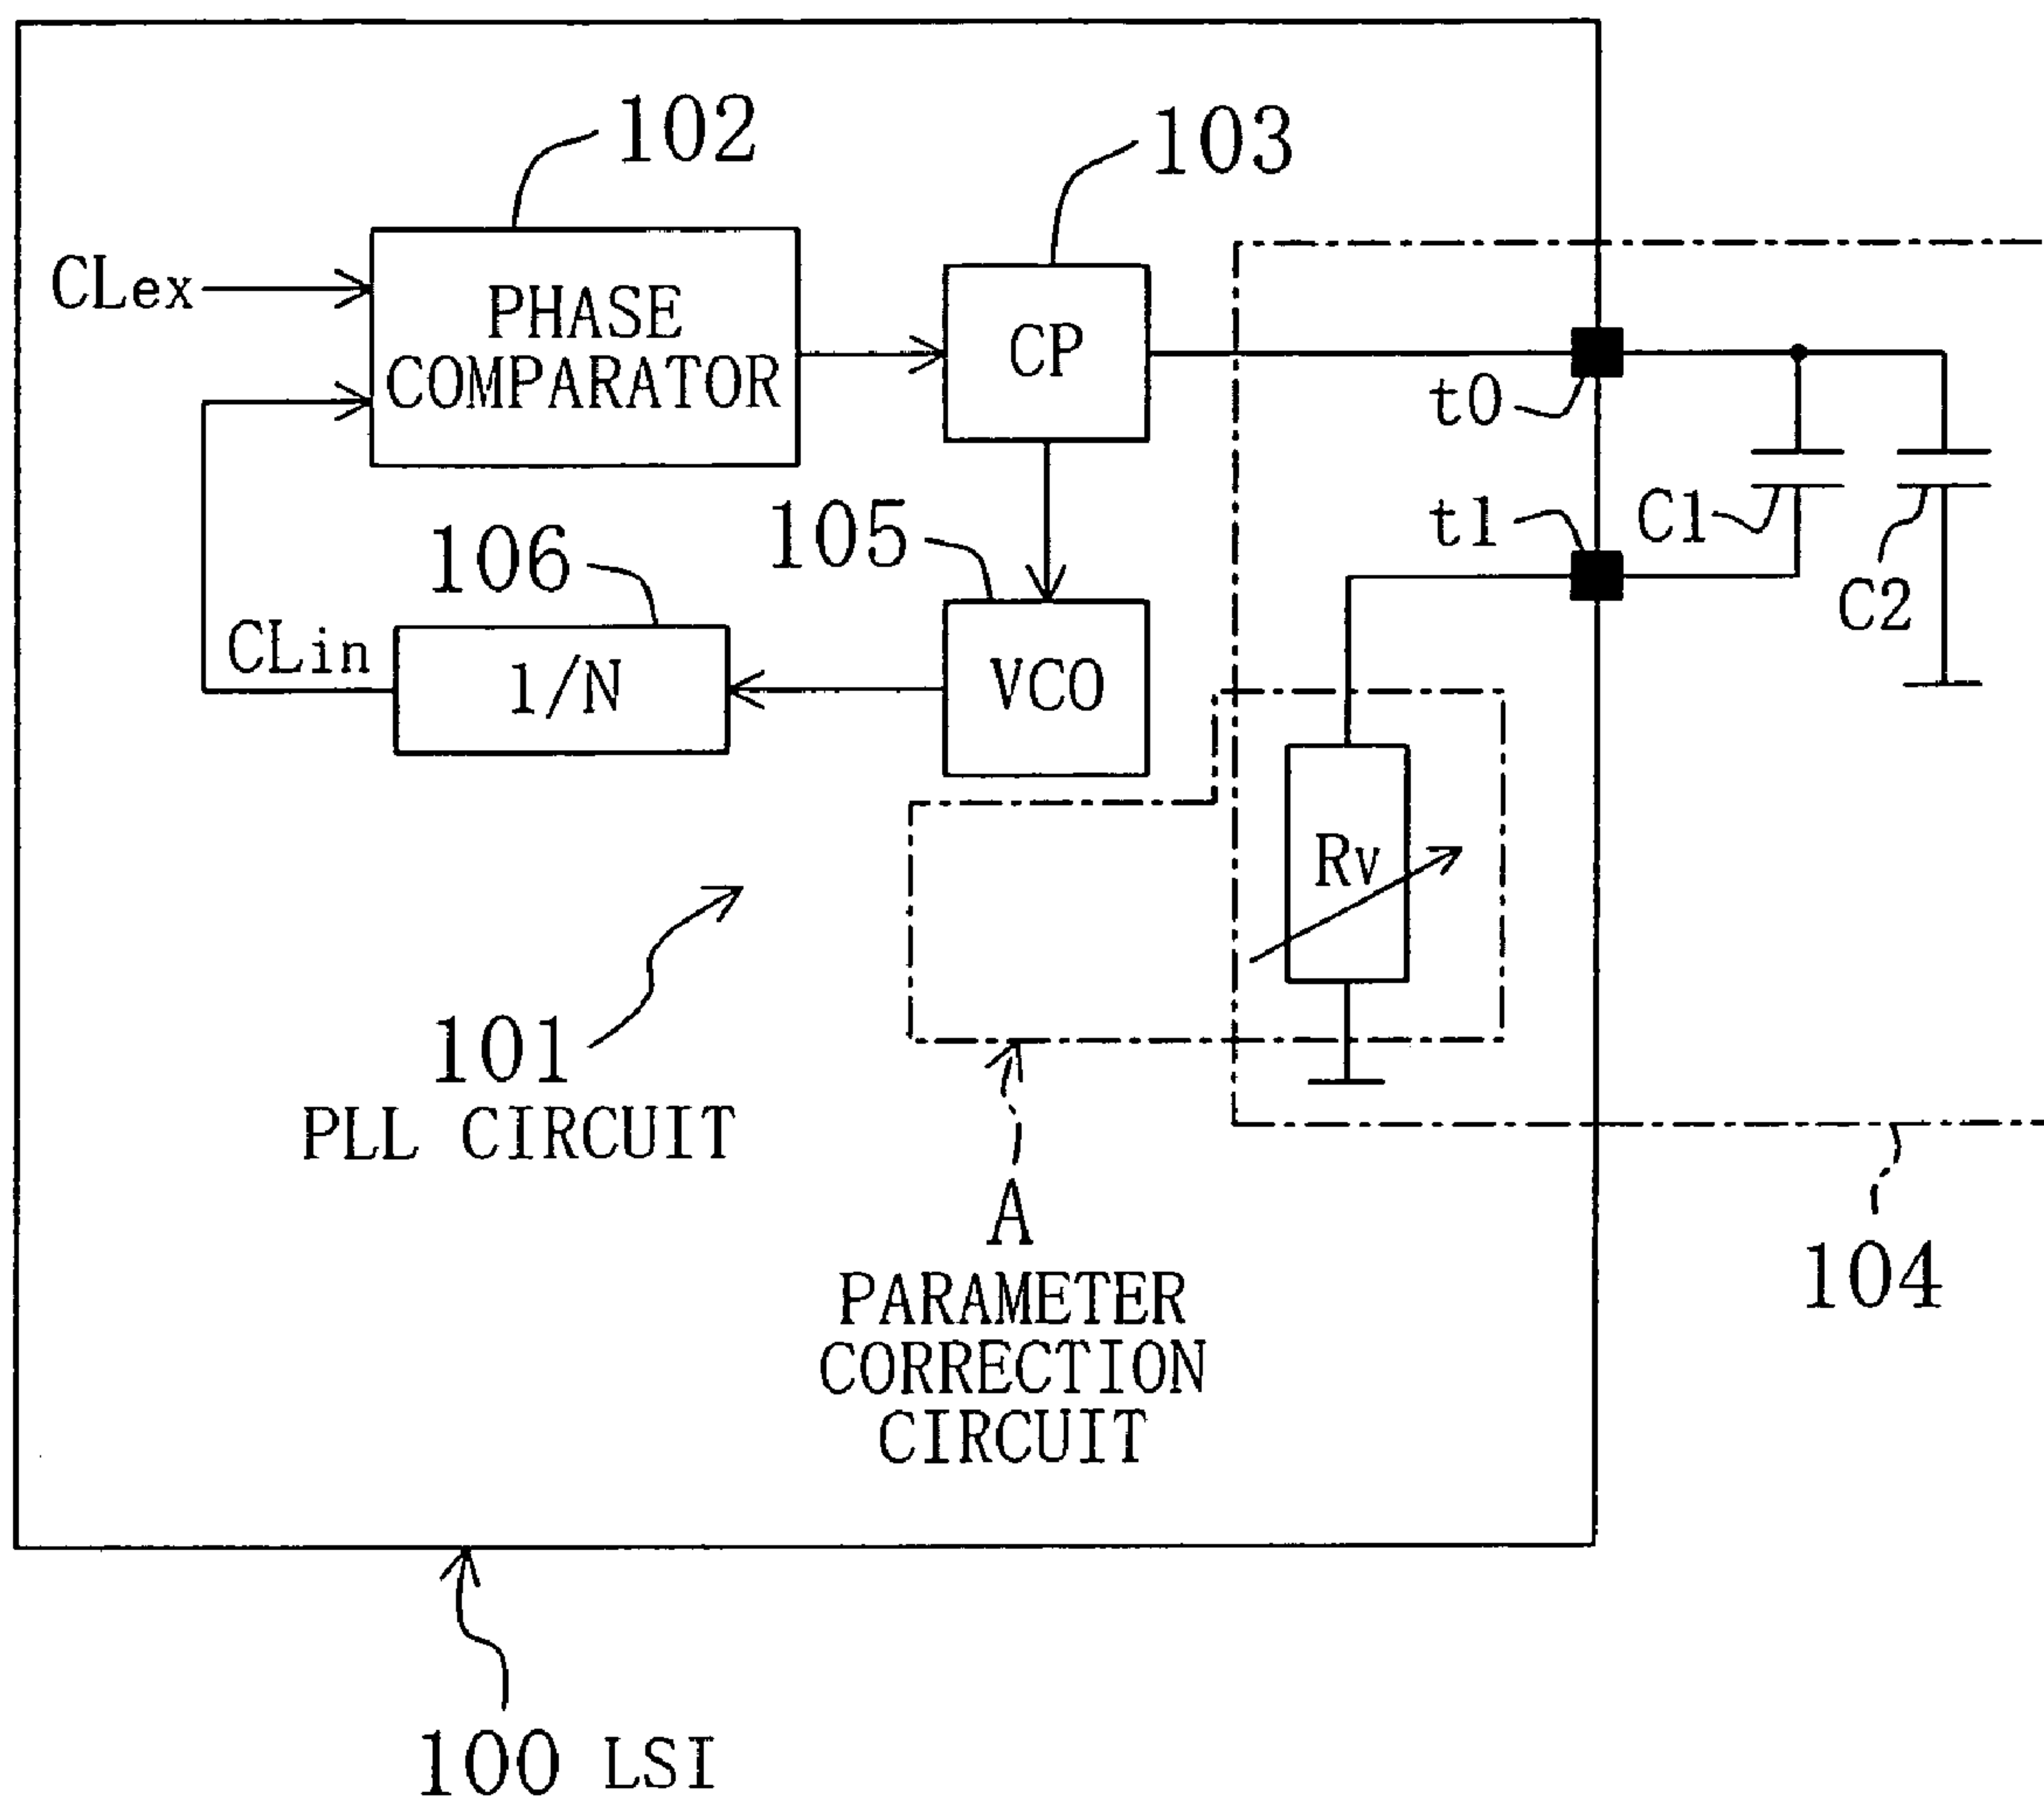 102
103
CLex
PHASE
COMPARATOR
CP
t0
t1
C1
C2
105
106
CLin
1/N
VCO
Rv
101
PLL CIRCUIT
A
PARAMETER
CORRECTION
CIRCUIT
104
100 LSI